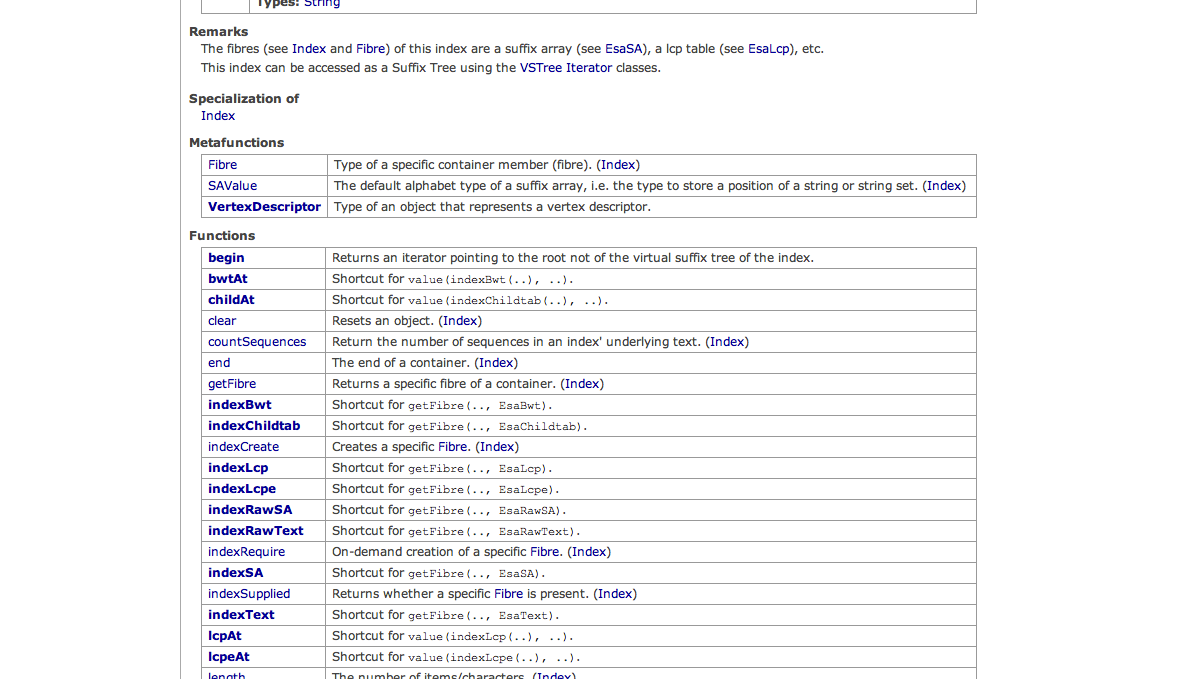 Types: String
Remarks
The fibres (see Index and Fibre) of this index are a suffix array (see EsaSA), a lcp table (see EsaLcp), etc.
This index can be accessed as a Suffix Tree using the VSTree Iterator classes.
Specialization of
Index
Metafunctions
Fibre Type of a specific container member (fibre). (Index)
SAValue The default alphabet type of a suffix array, i.e. the type to store a position of a string or string set. (Index)
VertexDescriptor Type of an object that represents a vertex descriptor.
Functions
begin Returns an iterator pointing to the root not of the virtual suffix tree of the index.
bwtAt Shortcut for value(indexBwt(..), ..).
childAt Shortcut for value(indexChildtab(..), ..).
clear Resets an object. (Index)
countSequences Return the number of sequences in an index' underlying text. (Index)
end The end of a container. (Index)
getFibre Returns a specific fibre of a container. (Index)
indexBwt Shortcut for getFibre(.., EsaBwt).
indexChildtab Shortcut for getFibre(.., EsaChildtab).
indexCreate Creates a specific Fibre. (Index)
indexLcp Shortcut for getFibre(.., EsaLcp).
indexLcpe Shortcut for getFibre(.., EsaLcpe).
indexRawSA Shortcut for getFibre(.., EsaRawSA).
indexRawText Shortcut for getFibre(.., EsaRawText).
indexRequire On-demand creation of a specific Fibre. (Index)
indexSA Shortcut for getFibre(.., EsaSA).
indexSupplied Returns whether a specific Fibre is present. (Index)
indexText Shortcut for getFibre(.., EsaText).
lcpAt Shortcut for value(indexLcp(..), ..).
lcpeAt Shortcut for value(indexLcpe(..), ..).
length The number of items/characters. (Index)